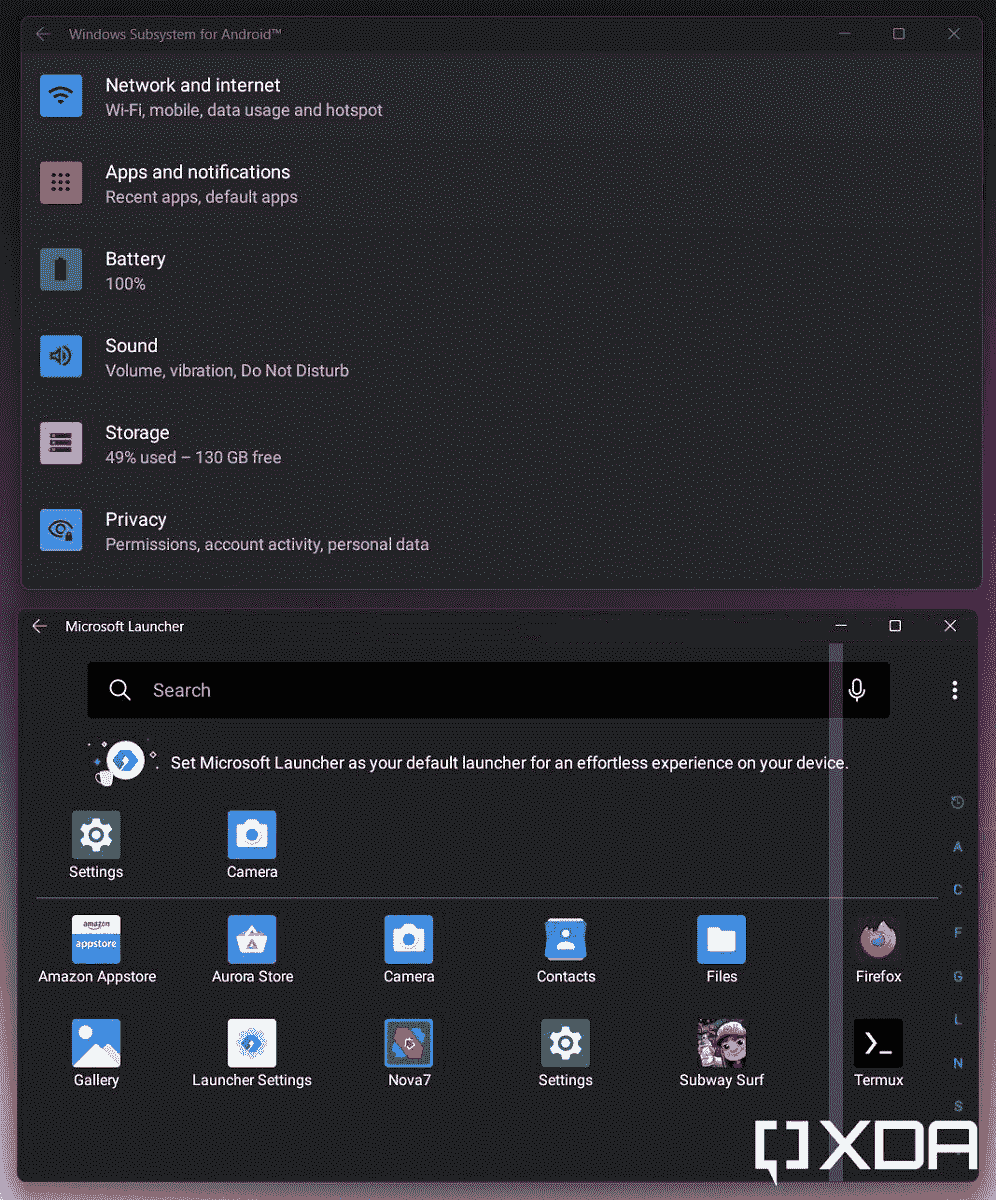 Windows Subsystem for Android™
Network and internet
Wi-Fi, mobile, data usage and hotspot
Apps and notifications
Recent apps, default apps
Battery
100%
Sound
Volume, vibration, Do Not Disturb
Storage
49% used – 130 GB free
Privacy
Permissions, account activity, personal data
Microsoft Launcher
Search
Set Microsoft Launcher as your default launcher for an effortless experience on your device.
Settings Camera
A
C
amazon
appstore
F
Amazon Appstore Aurora Store Camera Contacts Files Firefox
G
L
N
Gallery Launcher Settings Nova7 Settings Subway Surf Termux
S
XDA